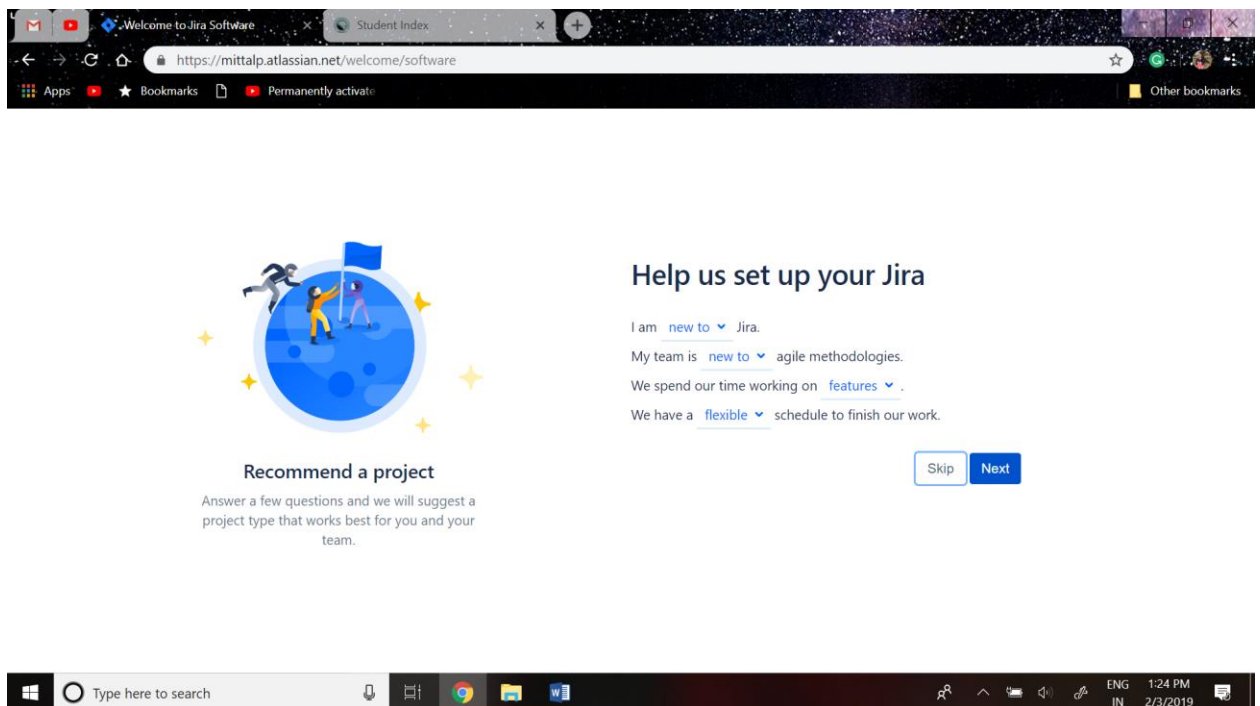 Welcome to Jira Software
Student Index
https://mittalp.atlassian.net/welcome/software
Apps
Bookmarks
Permanently activate
Other bookmarks
Help us set up your Jira
I am new to Jira.
My team is new to agile methodologies.
We spend our time working on features .
We have a flexible schedule to finish our work.
Skip Next
Recommend a project
Answer a few questions and we will suggest a
project type that works best for you and your
team.
Type here to search
ENG
IN
1:24 PM
2/3/2019